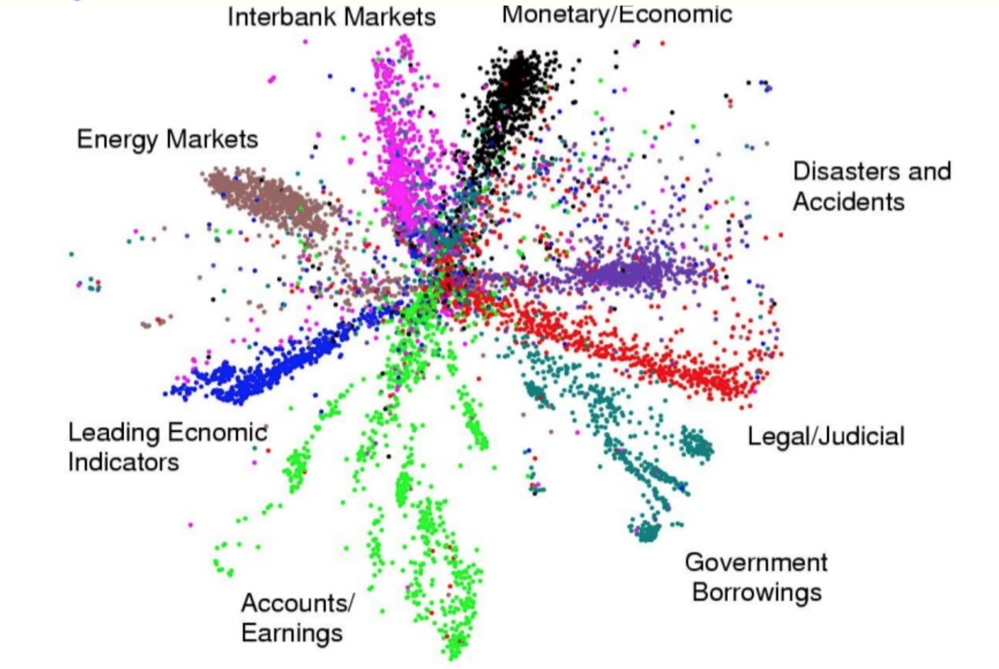 Interbank Markets
Monetary/Economic
Energy Markets
Disasters and
Accidents
Leading Ecnomic
Indicators
Legal/Judicial
Government
Borrowings
Accounts/
Earnings